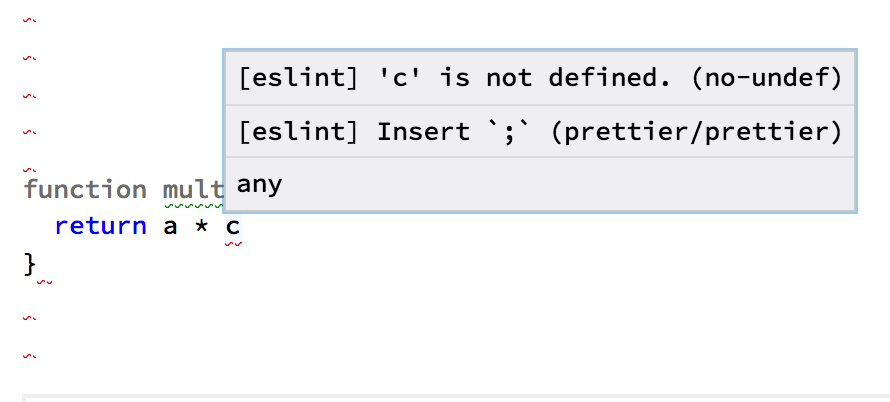 [eslint] 'c' is not defined. (no-undef)
[eslint] Insert `;` (prettier/prettier)
any
function mult
return a * c
}